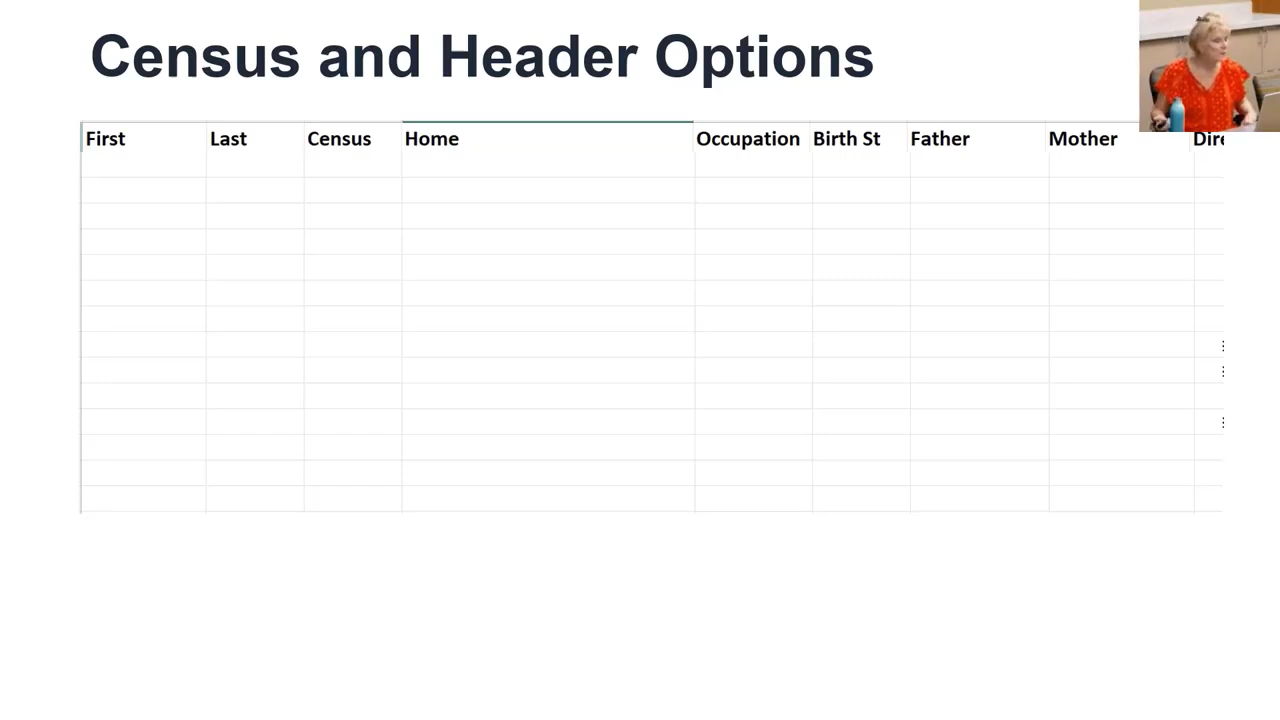 Census and Header Options
First Last Census Home Occupation Birth St Father Mother